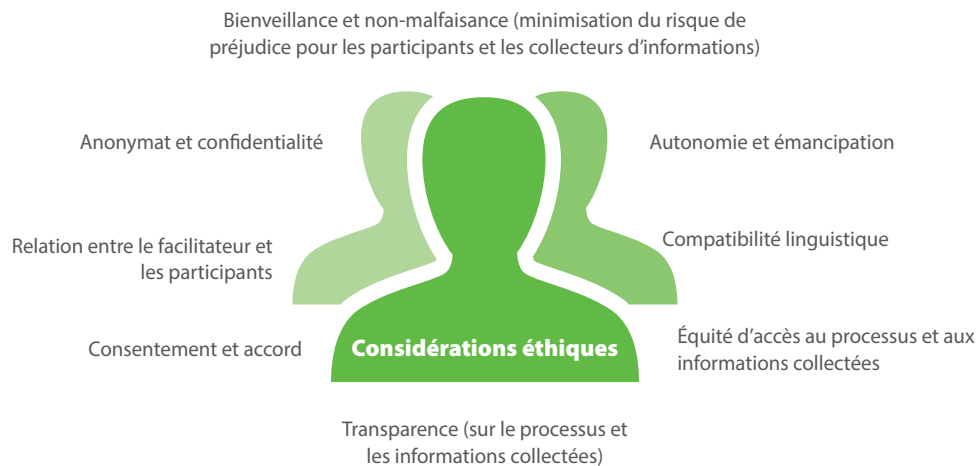 Bienveillance et non-malfaisance (minimisation du risque de
préjudice pour les participants et les collecteurs d’informations)
Anonymat et confidentialité
Autonomie et émancipation
Relation entre le facilitateur et
les participants
Compatibilité linguistique
Consentement et accord
Considérations éthiques
Équité d’accès au processus et aux
informations collectées
Transparence (sur le processus et
les informations collectées)